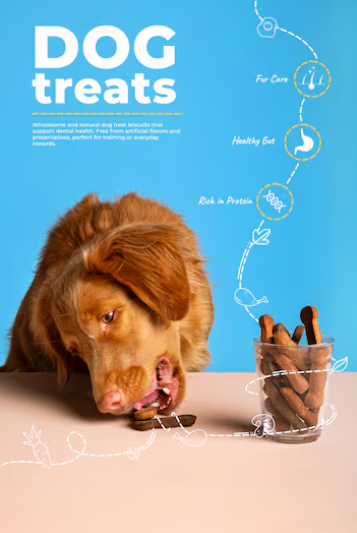 DOG
treats
Wholesome and natural dog treat biscuits that
support dental health. Free from artificial flavors and
preservatives, perfect for training or everyday
rewards.
Fur Care
Healthy Gut
Rich in Protein